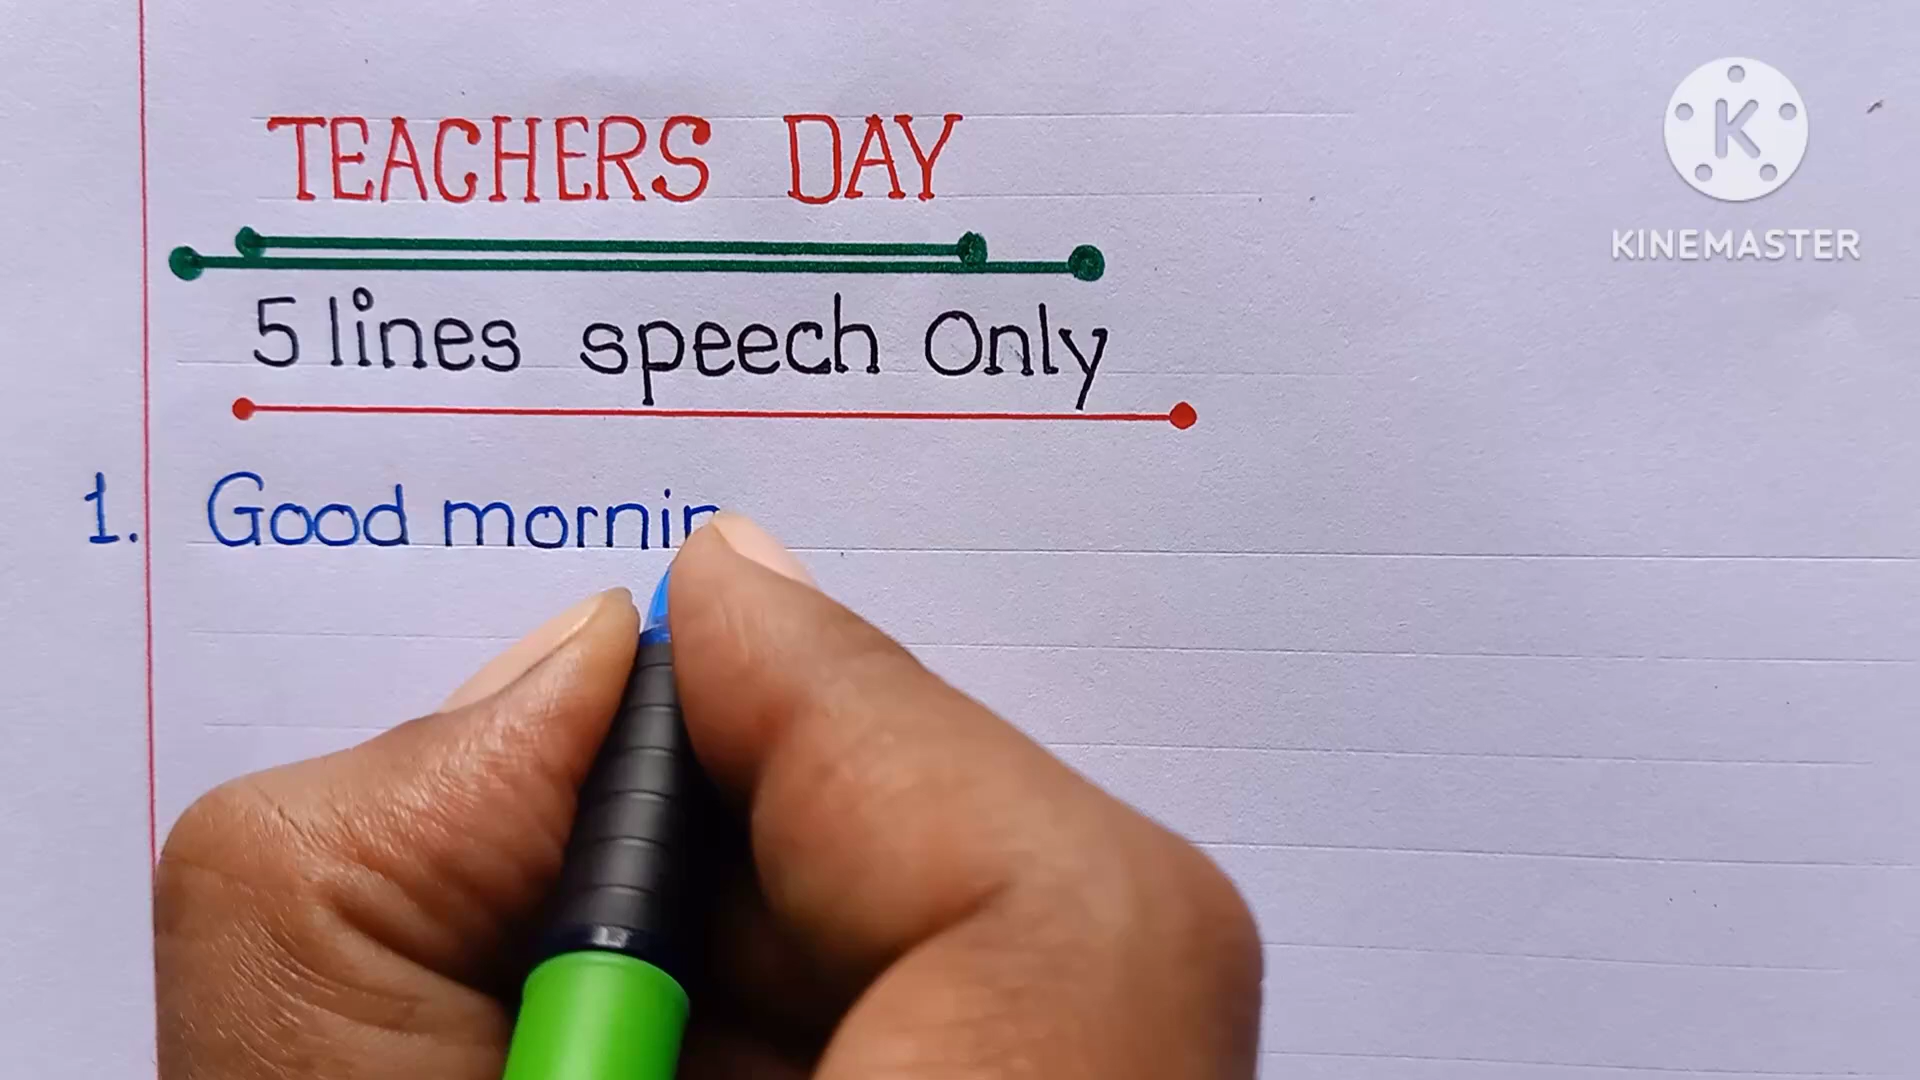 TEACHERS DAY
5 lines speech Only
1. Good mornin
K
KINEMASTER